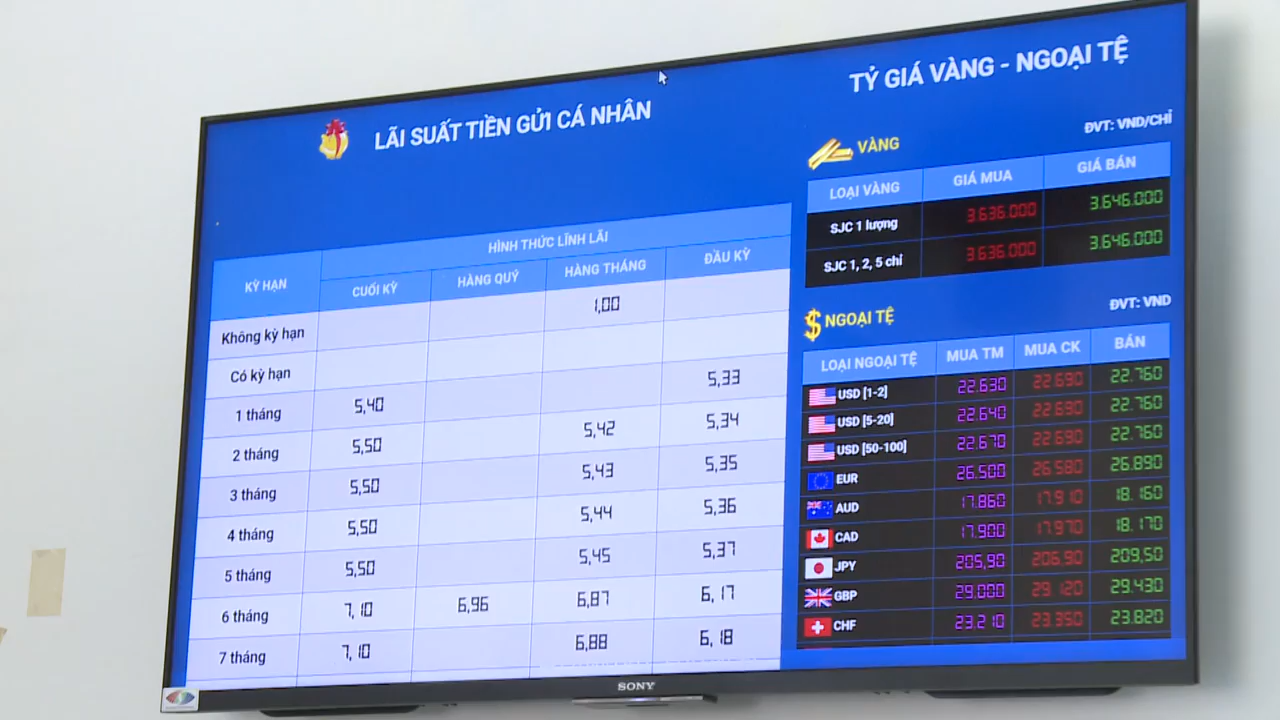 LÃI SUẤT TIỀN GỬI CÁ NHÂN
KỲ HẠN HÌNH THỨC LĨNH LÃI
CUỐI KỲ HÀNG QUÝ HÀNG THÁNG ĐẦU KỲ
Không kỳ hạn 1,00
Có kỳ hạn
1 tháng 5,40 5,33
2 tháng 5,50 5,42 5,34
3 tháng 5,50 5,43 5,35
4 tháng 5,50 5,44 5,36
5 tháng 5,50 5,45 5,37
6 tháng 7,10 6,96 6,87 6,17
7 tháng 7,10 6,88 6,18
TỶ GIÁ VÀNG - NGOẠI TỆ
VÀNG ĐVT: VND/CHỈ
LOẠI VÀNG GIÁ MUA GIÁ BÁN
SJC 1 lượng 3.636.000 3.646.000
SJC 1, 2, 5 chỉ 3.636.000 3.646.000
$ NGOẠI TỆ ĐVT: VND
LOẠI NGOẠI TỆ MUA TM MUA CK BÁN
USD [1-2] 22.630 22.690 22.760
USD [5-20] 22.640 22.690 22.760
USD [50-100] 22.670 22.690 22.760
EUR 26.500 26.580 26.890
AUD 17.860 17.910 18.160
CAD 17.900 17.970 18.170
JPY 205,90 206,90 209,50
GBP 29.000 29.120 29.430
CHF 23.210 23.350 23.820
SONY